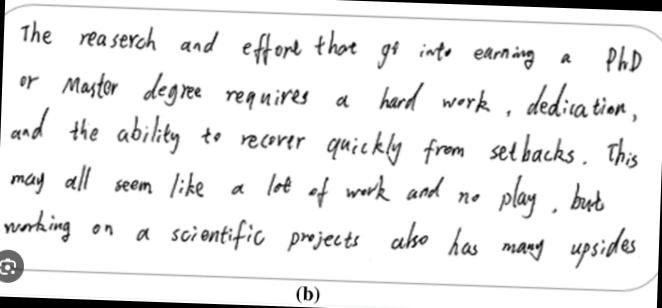 The reaserch and effort that go into earning a PhD
or Master degree requires a hard work, dedication,
and the ability to recover quickly from setbacks. This
may all seem like a lot of work and no play, but
working on a scientific projects also has many upsides
(b)